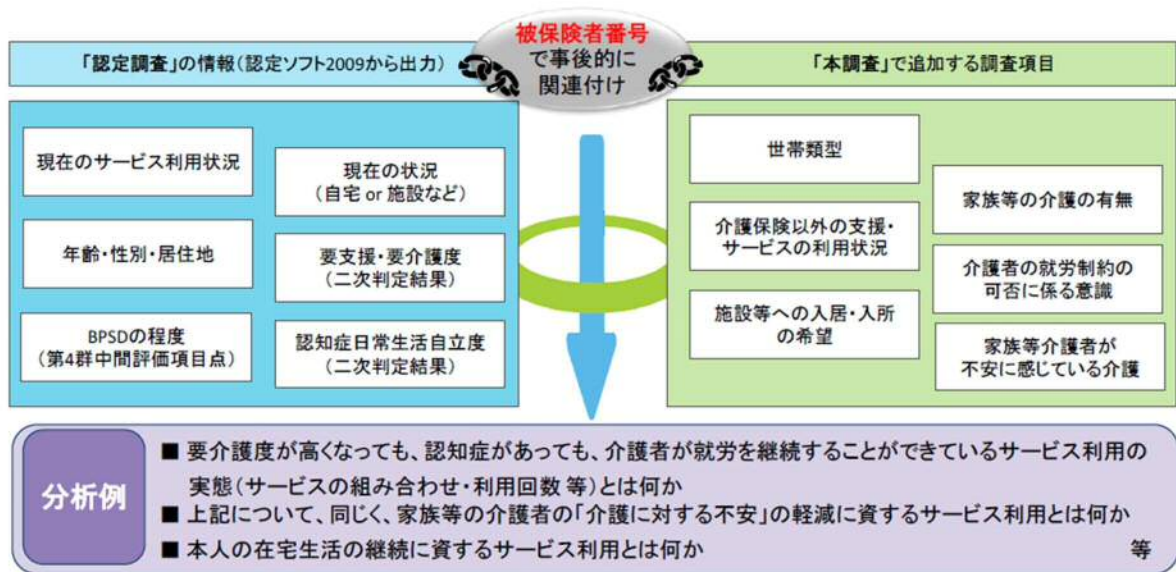 被保険者番号
で事後的に
関連付け
「認定調査」の情報(認定ソフト2009から出力)
「本調査」で追加する調査項目
現在のサービス利用状況
現在の状況
(自宅 or 施設など)
年齢・性別・居住地
要支援・要介護度
(二次判定結果)
BPSDの程度
(第4群中間評価項目点)
認知症日常生活自立度
(二次判定結果)
世帯類型
家族等の介護の有無
介護保険以外の支援・
サービスの利用状況
介護者の就労制約の
可否に係る意識
施設等への入居・入所
の希望
家族等介護者が
不安に感じている介護
分析例
■ 要介護度が高くなっても、認知症があっても、介護者が就労を継続することができているサービス利用の
実態(サービスの組み合わせ・利用回数 等)とは何か
■ 上記について、同じく、家族等の介護者の「介護に対する不安」の軽減に資するサービス利用とは何か
■ 本人の在宅生活の継続に資するサービス利用とは何か 等